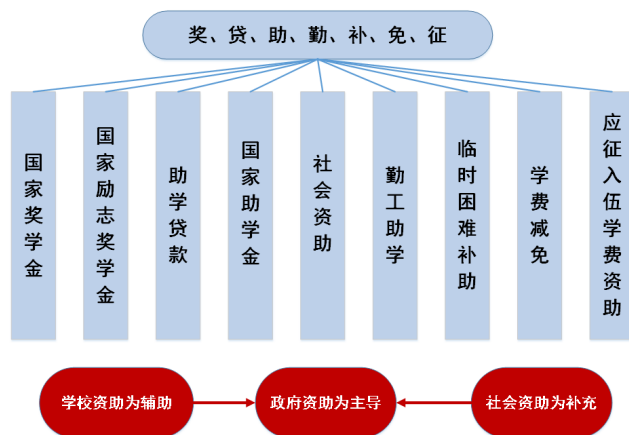 奖、贷、助、勤、补、免、征
国家奖学金
国家励志奖学金
助学贷款
国家助学金
社会资助
勤工助学
临时困难补助
学费减免
应征入伍学费资助
学校资助为辅助
政府资助为主导
社会资助为补充